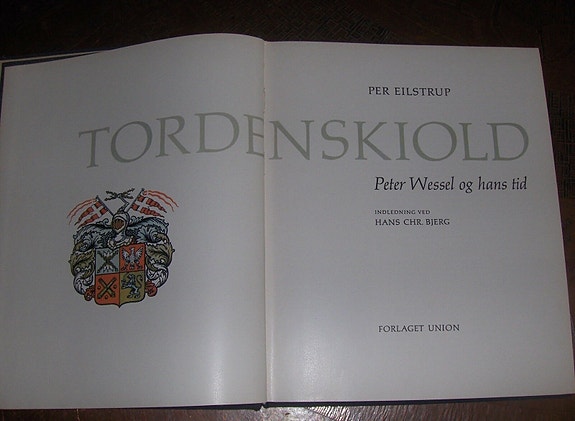 PER EILSTRUP
TORDENSKIOLD
Peter Wessel og hans tid
INDLEDNING VED
HANS CHR. BJERG
FORLAGET UNION